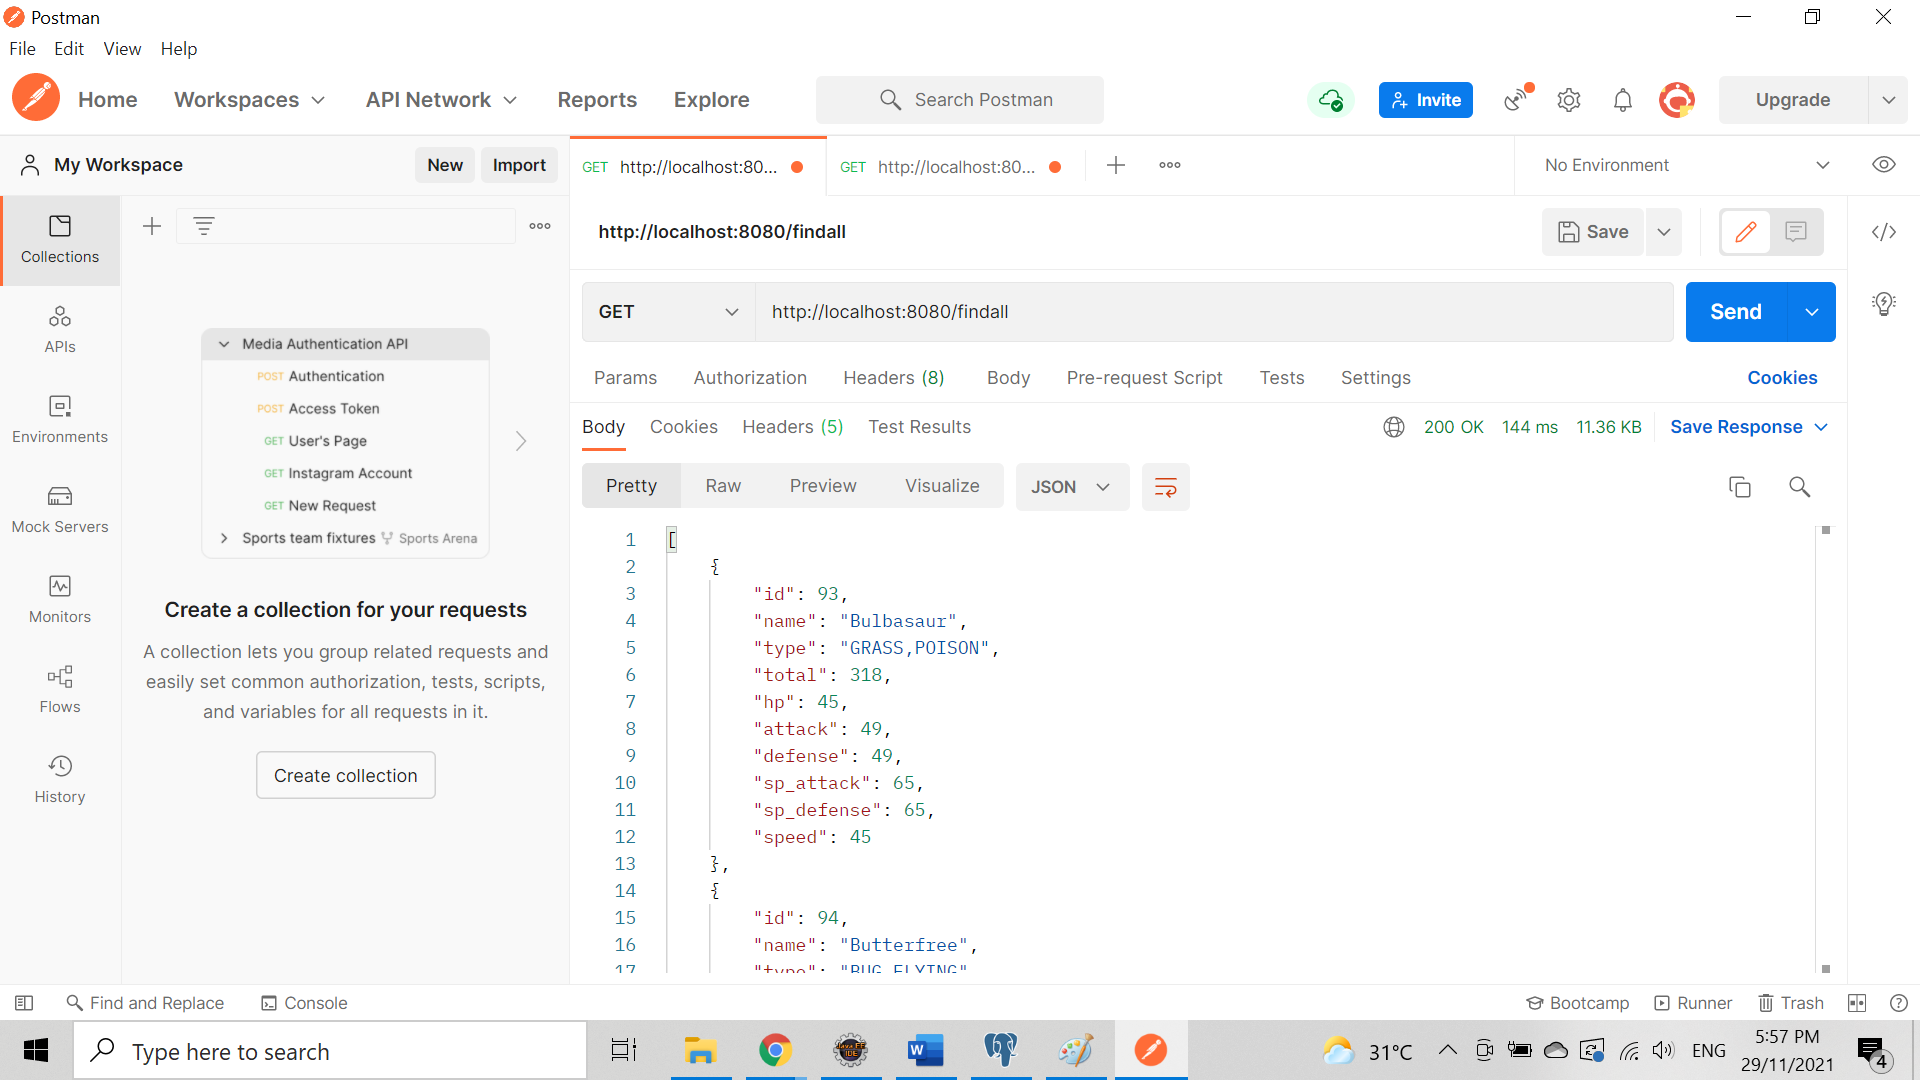 Postman
File Edit View Help
Home Workspaces API Network Reports Explore Search Postman Invite Upgrade
My Workspace New Import GET http://localhost:80... GET http://localhost:80... No Environment
http://localhost:8080/findall Save
GET http://localhost:8080/findall Send
Params Authorization Headers (8) Body Pre-request Script Tests Settings Cookies
Body Cookies Headers (5) Test Results 200 OK 144 ms 11.36 KB Save Response
Pretty Raw Preview Visualize JSON
Collections
APIs
Environments
Mock Servers
Monitors
Flows
History
Media Authentication API
POST Authentication
POST Access Token
GET User's Page
GET Instagram Account
GET New Request
Sports team fixtures Sports Arena
Create a collection for your requests
A collection lets you group related requests and
easily set common authorization, tests, scripts,
and variables for all requests in it.
Create collection
1 [
2 {
3 "id": 93,
4 "name": "Bulbasaur",
5 "type": "GRASS,POISON",
6 "total": 318,
7 "hp": 45,
8 "attack": 49,
9 "defense": 49,
10 "sp_attack": 65,
11 "sp_defense": 65,
12 "speed": 45
13 },
14 {
15 "id": 94,
16 "name": "Butterfree",
17 "type": "BUG,FLYING"
Find and Replace Console Bootcamp Runner Trash
Type here to search
Java EE
IDE
31°C ENG
5:57 PM
29/11/2021
4